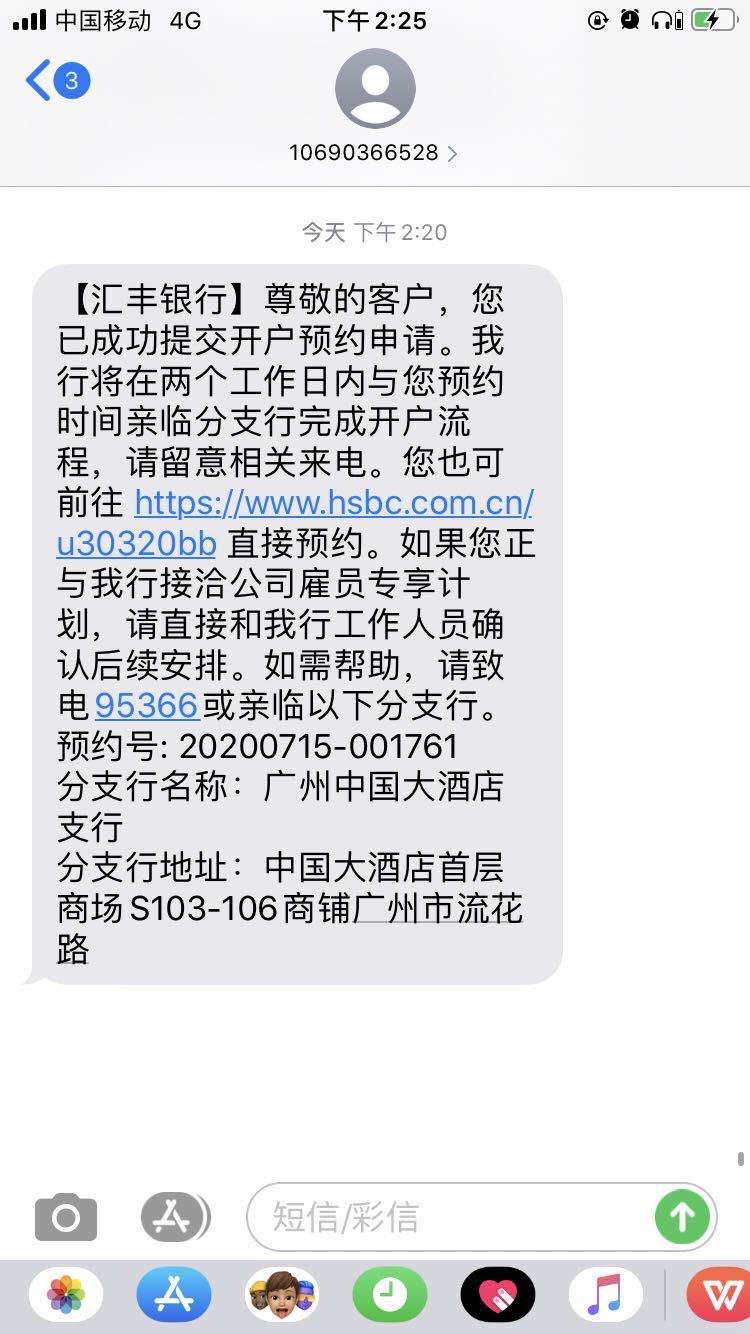 中国移动 4G 下午2:25
3
10690366528
今天 下午2:20
【汇丰银行】尊敬的客户，您
已成功提交开户预约申请。我
行将在两个工作日内与您预约
时间亲临分支行完成开户流
程，请留意相关来电。您也可
前往 https://www.hsbc.com.cn/
u30320bb 直接预约。如果您正
与我行接洽公司雇员专享计
划，请直接和我行工作人员确
认后续安排。如需帮助，请致
电95366或亲临以下分支行。
预约号: 20200715-001761
分支行名称：广州中国大酒店
支行
分支行地址：中国大酒店首层
商场S103-106商铺广州市流花
路
短信/彩信